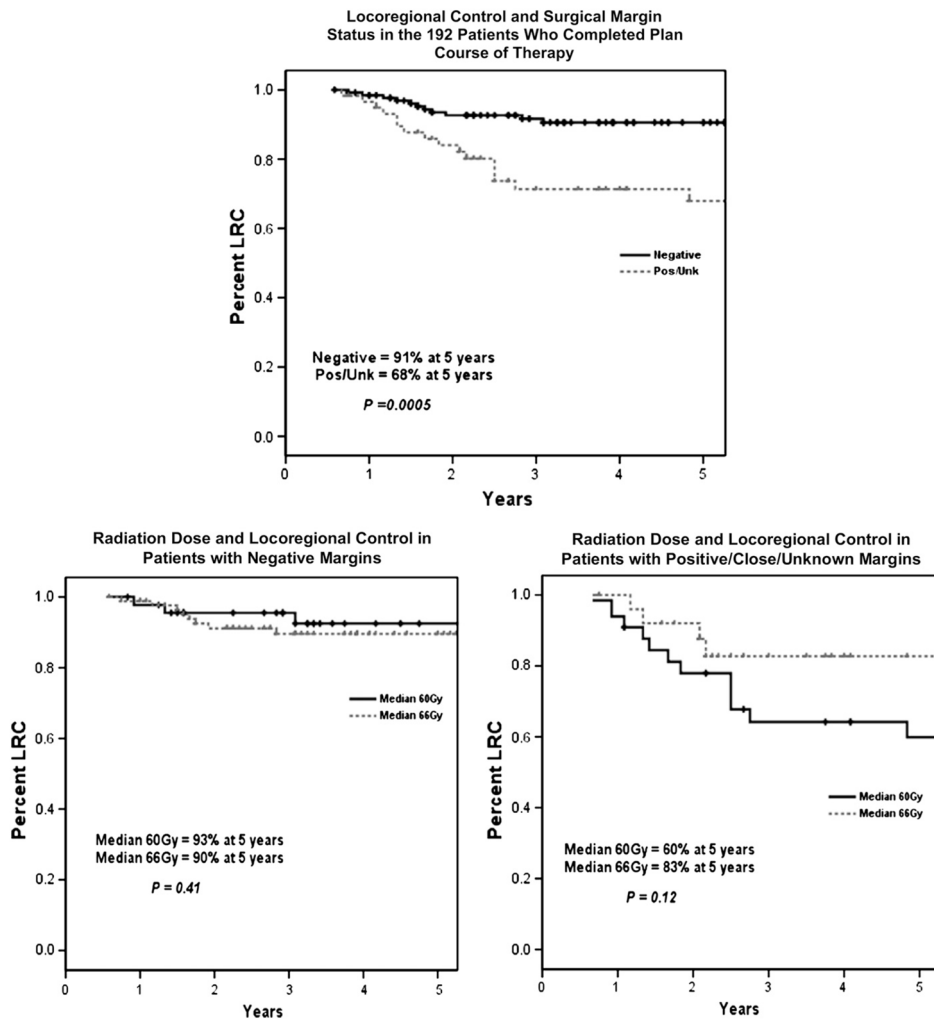 Locoregional Control and Surgical Margin
Status in the 192 Patients Who Completed Plan
Course of Therapy
1.0
0.8
0.6
0.4
0.2
0.0
Percent LRC
Negative
Pos/Unk
Negative = 91% at 5 years
Pos/Unk = 68% at 5 years
P =0.0005
0 1 2 3 4 5
Years
Radiation Dose and Locoregional Control in
Patients with Negative Margins
1.0
0.8
0.6
0.4
0.2
0.0
Percent LRC
Median 60Gy
Median 66Gy
Median 60Gy = 93% at 5 years
Median 66Gy = 90% at 5 years
P = 0.41
0 1 2 3 4 5
Years
Radiation Dose and Locoregional Control in
Patients with Positive/Close/Unknown Margins
1.0
0.8
0.6
0.4
0.2
0.0
Percent LRC
Median 60Gy
Median 66Gy
Median 60Gy = 60% at 5 years
Median 66Gy = 83% at 5 years
P = 0.12
0 1 2 3 4 5
Years